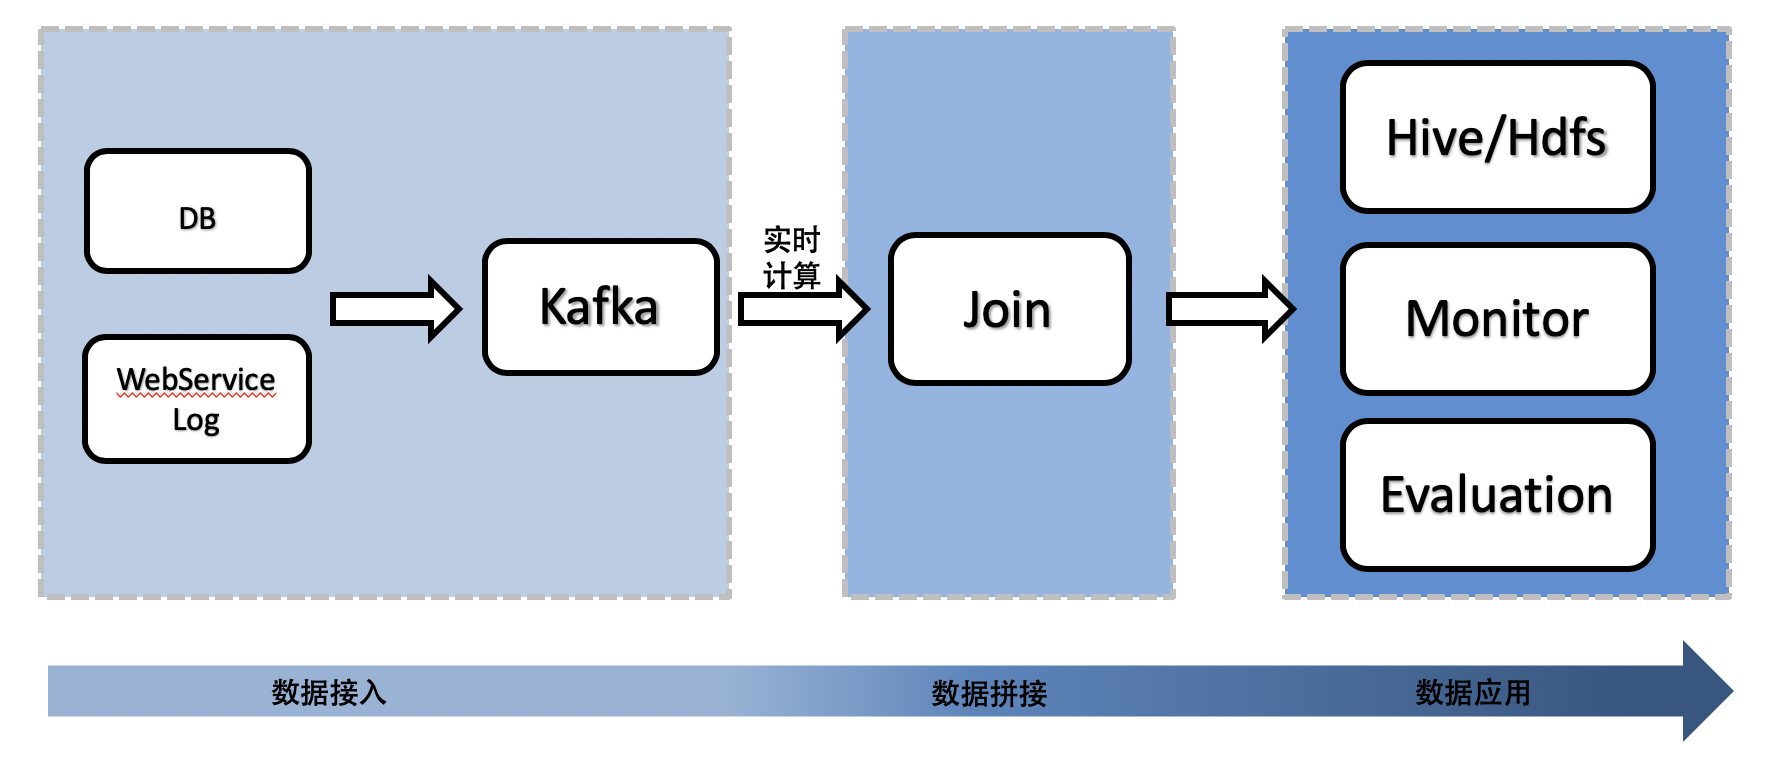 DB
WebService
Log
Kafka
实时
计算
Join
Hive/Hdfs
Monitor
Evaluation
数据接入
数据拼接
数据应用